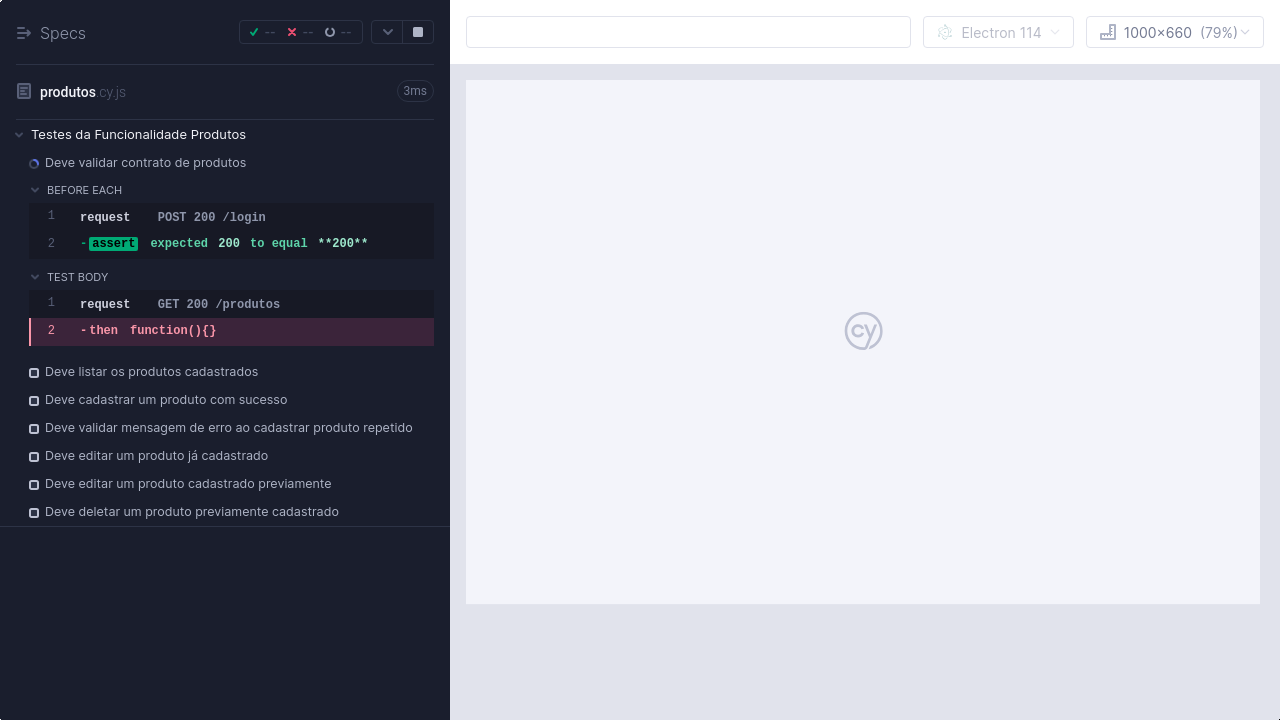 Specs
--
--
--
Electron 114
1000x660 (79%)
produtos.cy.js
3ms
Testes da Funcionalidade Produtos
Deve validar contrato de produtos
BEFORE EACH
1 request POST 200 /login
2 -assert expected 200 to equal **200**
TEST BODY
1 request GET 200 /produtos
2 -then function(){}
Deve listar os produtos cadastrados
Deve cadastrar um produto com sucesso
Deve validar mensagem de erro ao cadastrar produto repetido
Deve editar um produto já cadastrado
Deve editar um produto cadastrado previamente
Deve deletar um produto previamente cadastrado
cy